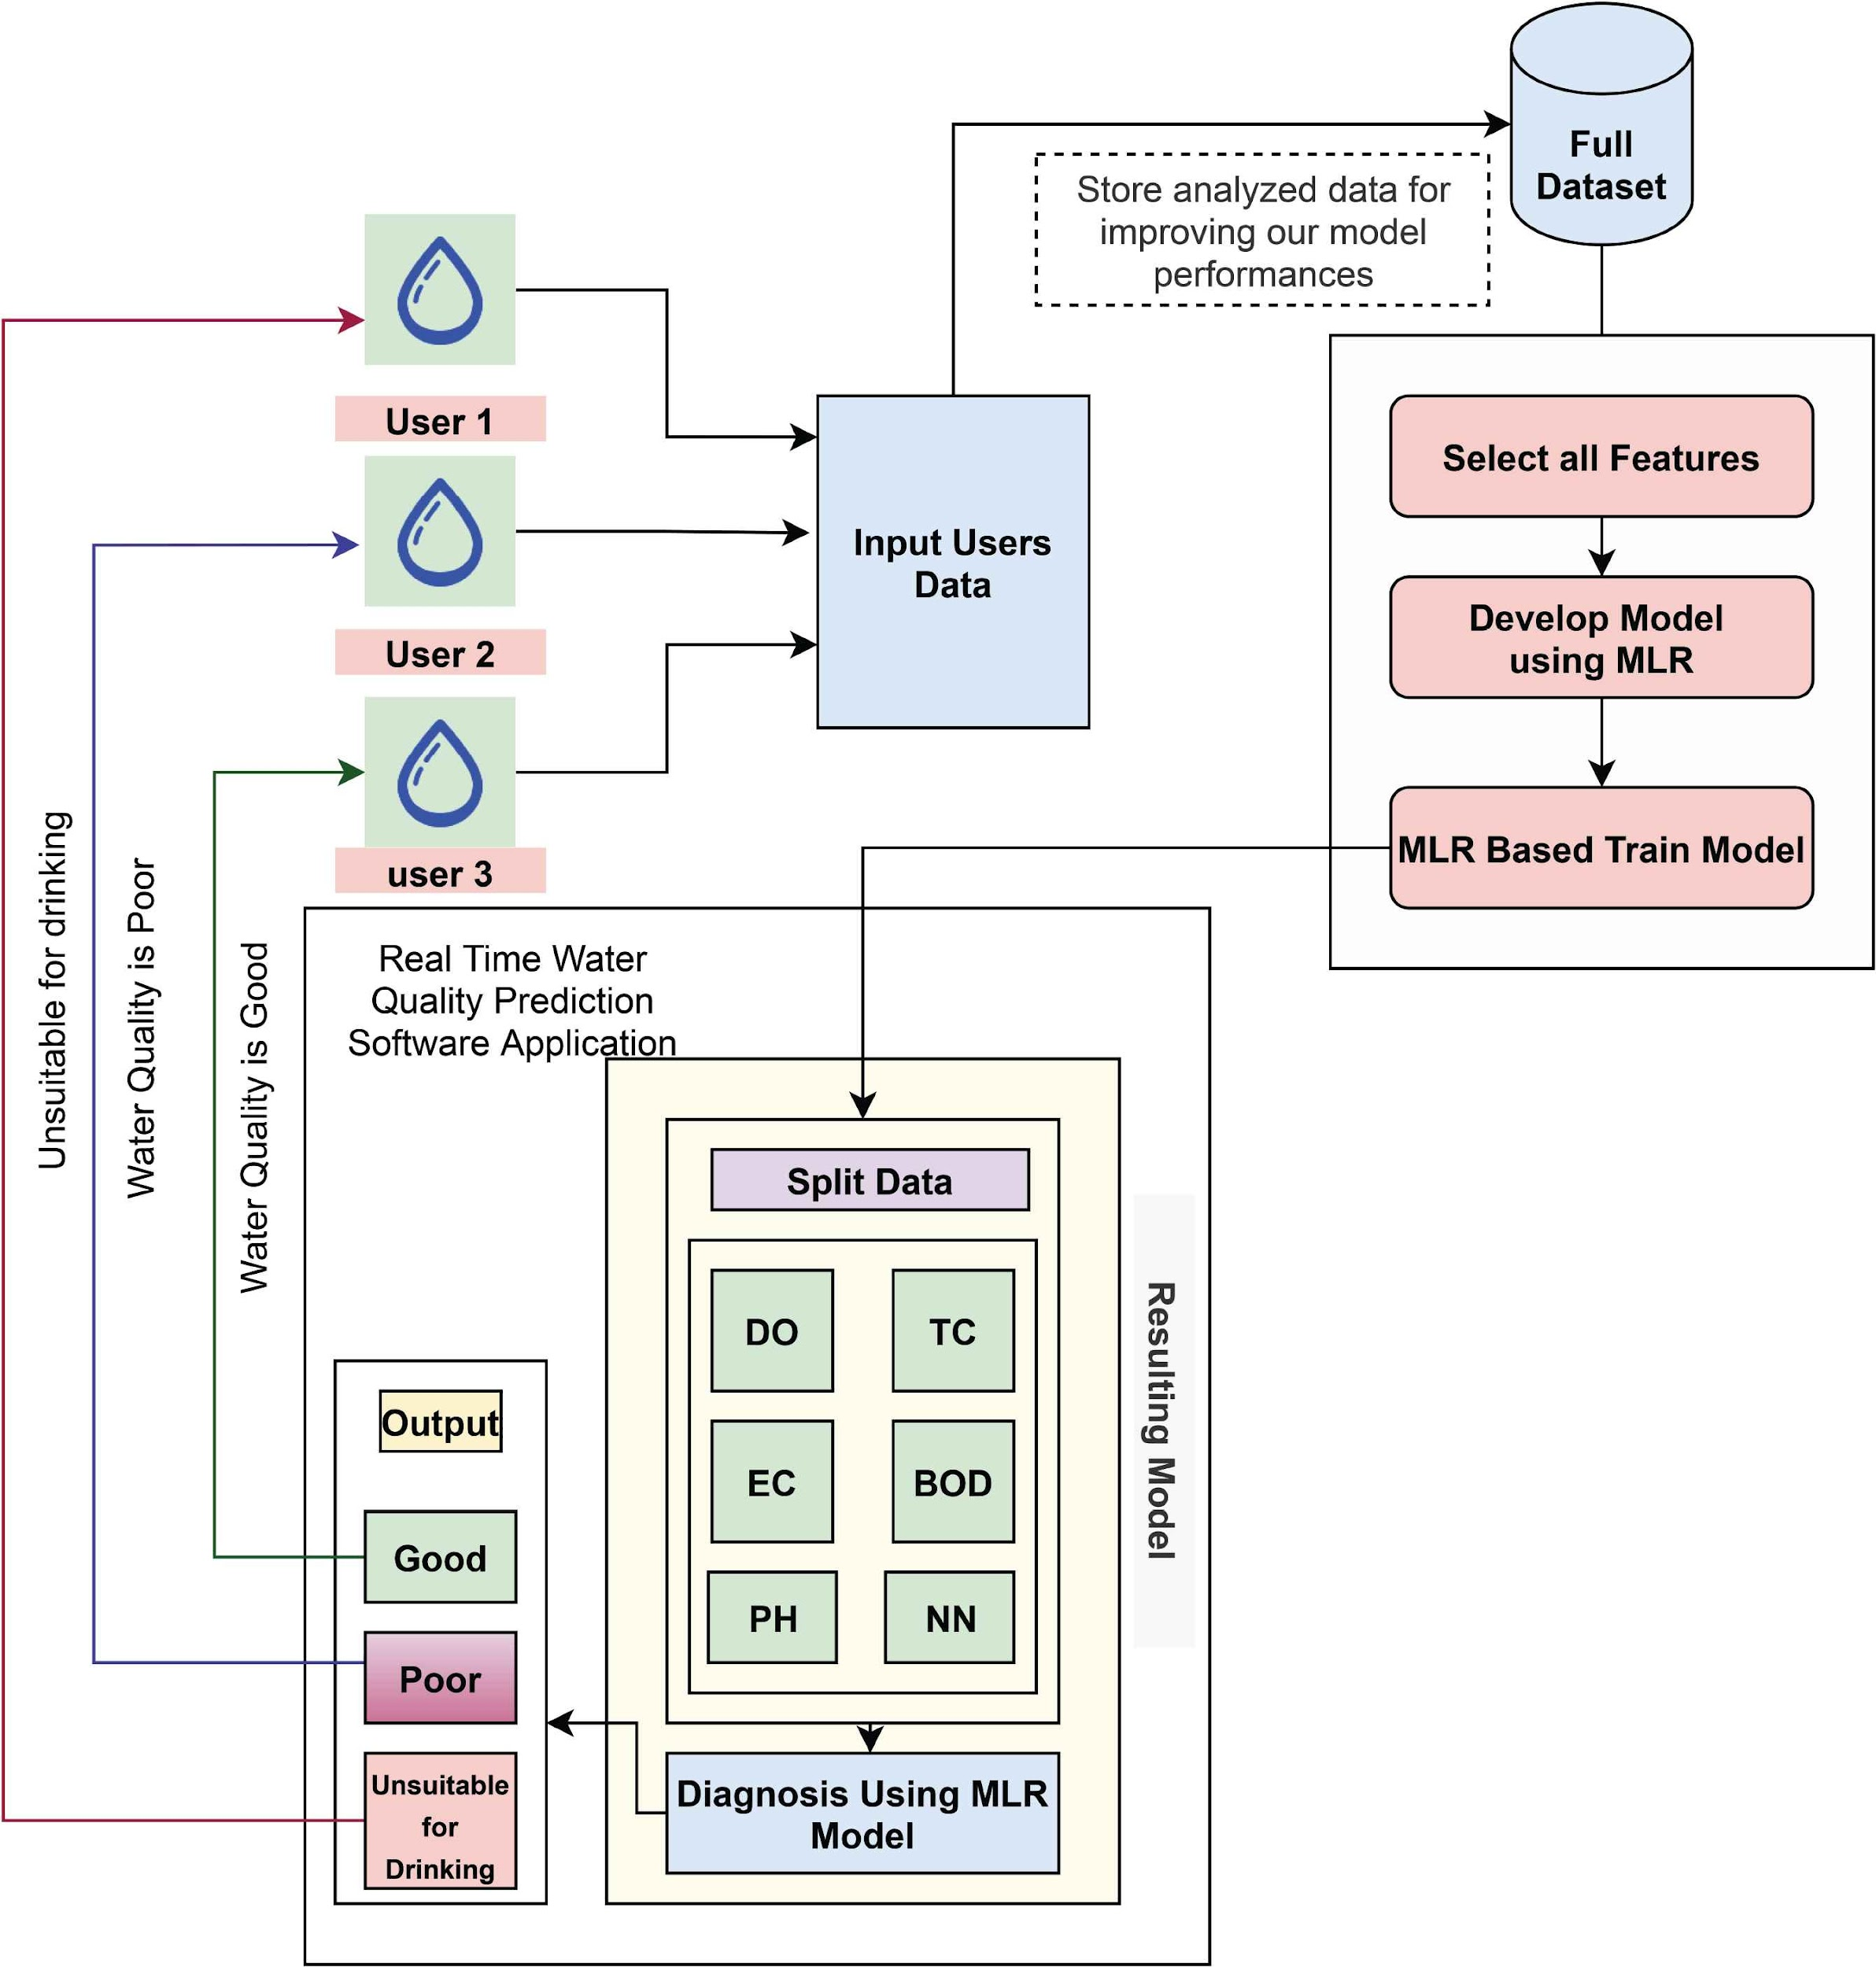 Full
Dataset
Store analyzed data for
improving our model
performances
User 1
User 2
user 3
Input Users
Data
Select all Features
Develop Model
using MLR
MLR Based Train Model
Unsuitable for drinking
Water Quality is Poor
Water Quality is Good
Real Time Water
Quality Prediction
Software Application
Split Data
DO
TC
EC
BOD
PH
NN
Resulting Model
Diagnosis Using MLR
Model
Output
Good
Poor
Unsuitable
for
Drinking